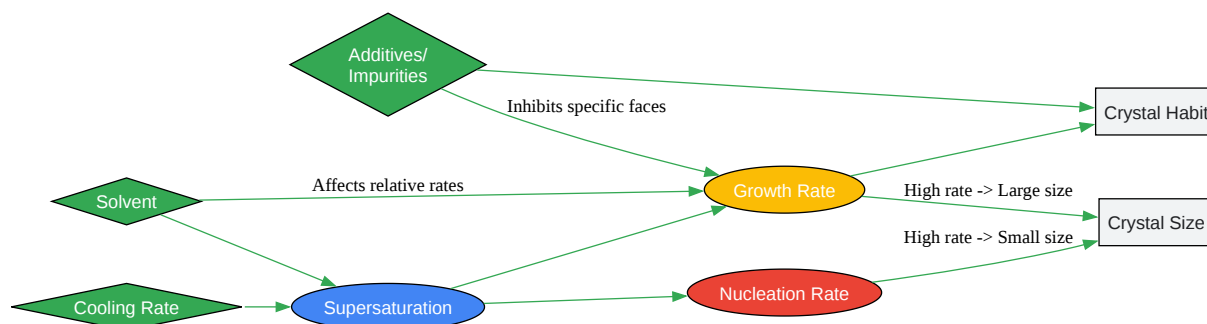 Additives/
Impurities
Inhibits specific faces
Crystal Habit
Affects relative rates
Solvent
Growth Rate
High rate -> Large size
Crystal Size
High rate -> Small size
Cooling Rate
Supersaturation
Nucleation Rate